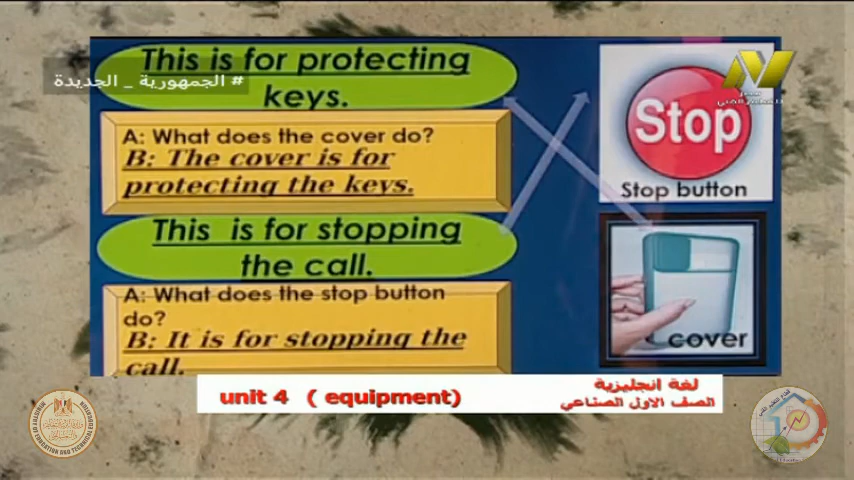 This is for protecting
keys.
# الجمهورية _ الجديدة
A: What does the cover do?
B: The cover is for
protecting the keys.
This is for stopping
the call.
A: What does the stop button
do?
B: It is for stopping the
call.
Stop
Stop button
cover
unit 4 ( equipment)
لغة انجليزية
الصف الاول الصناعي